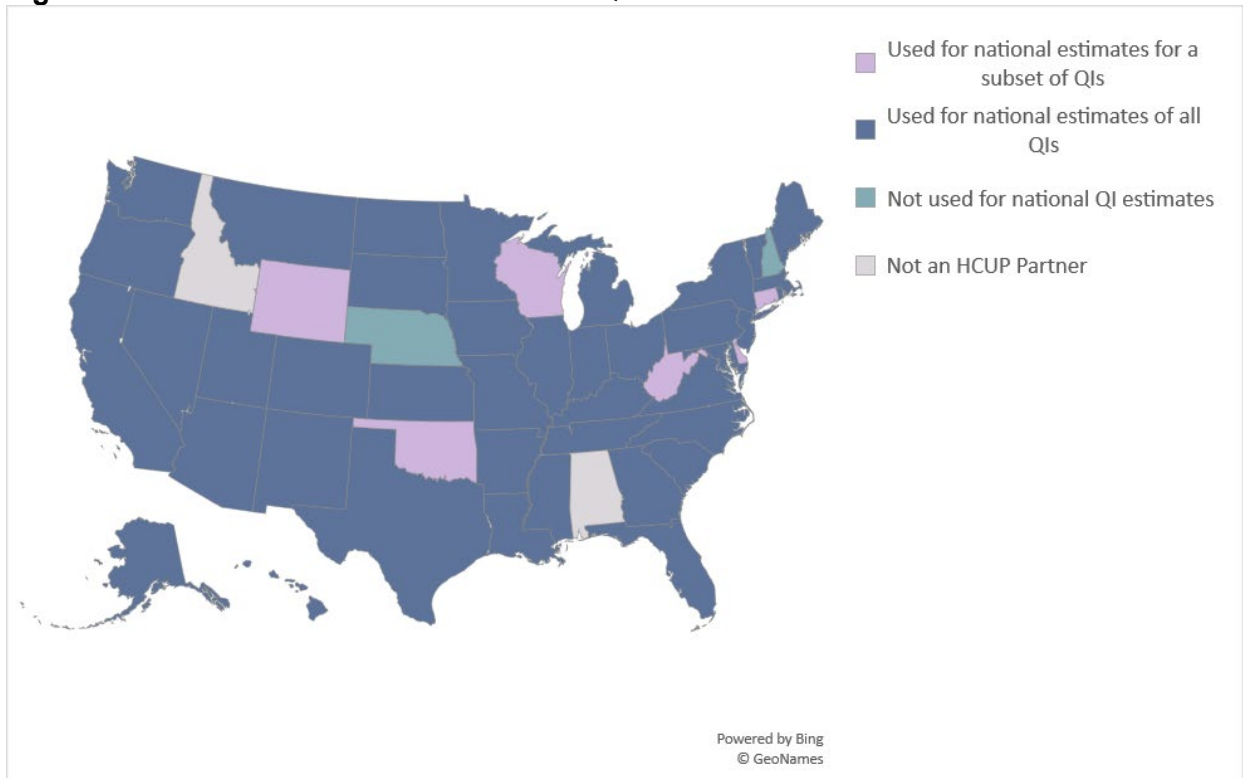 Used for national estimates for a
subset of QIs
Used for national estimates of all
QIs
Not used for national QI estimates
Not an HCUP Partner
Powered by Bing
© GeoNames